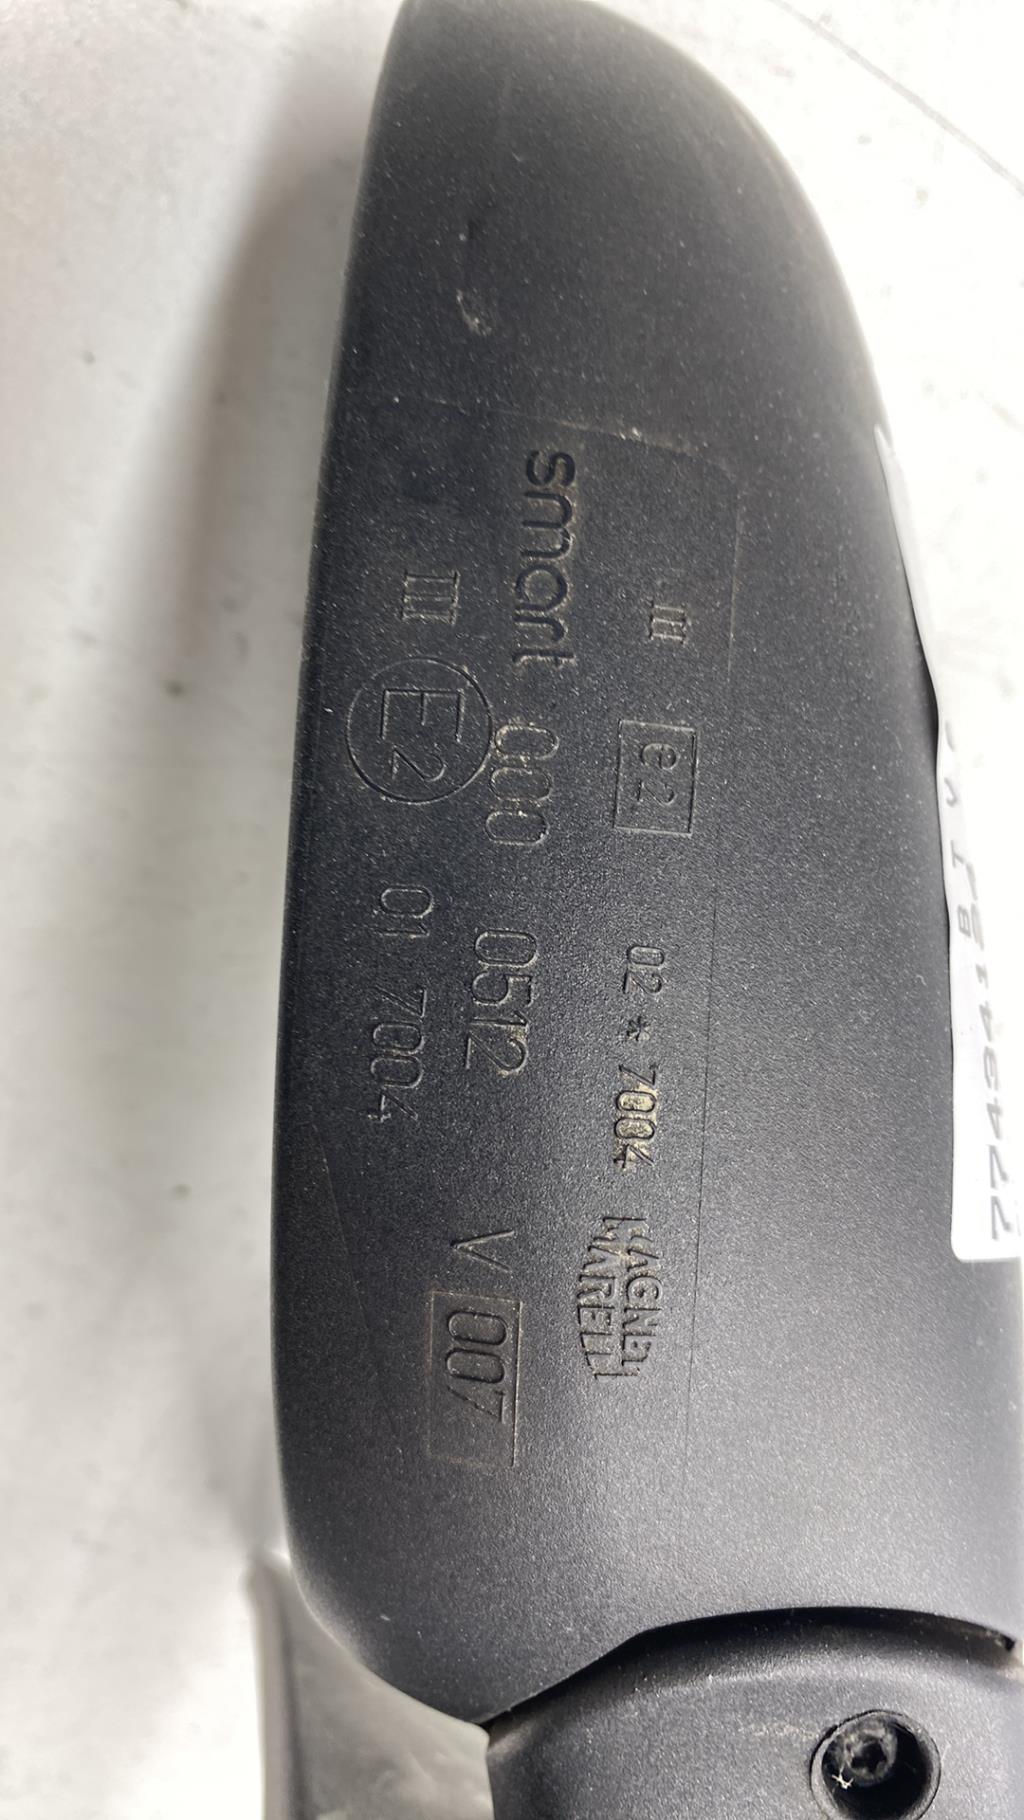 III e2 02 * 7004 MAGNETI
MARELLI
smart 000 0512 V 007
III E2 01 7004